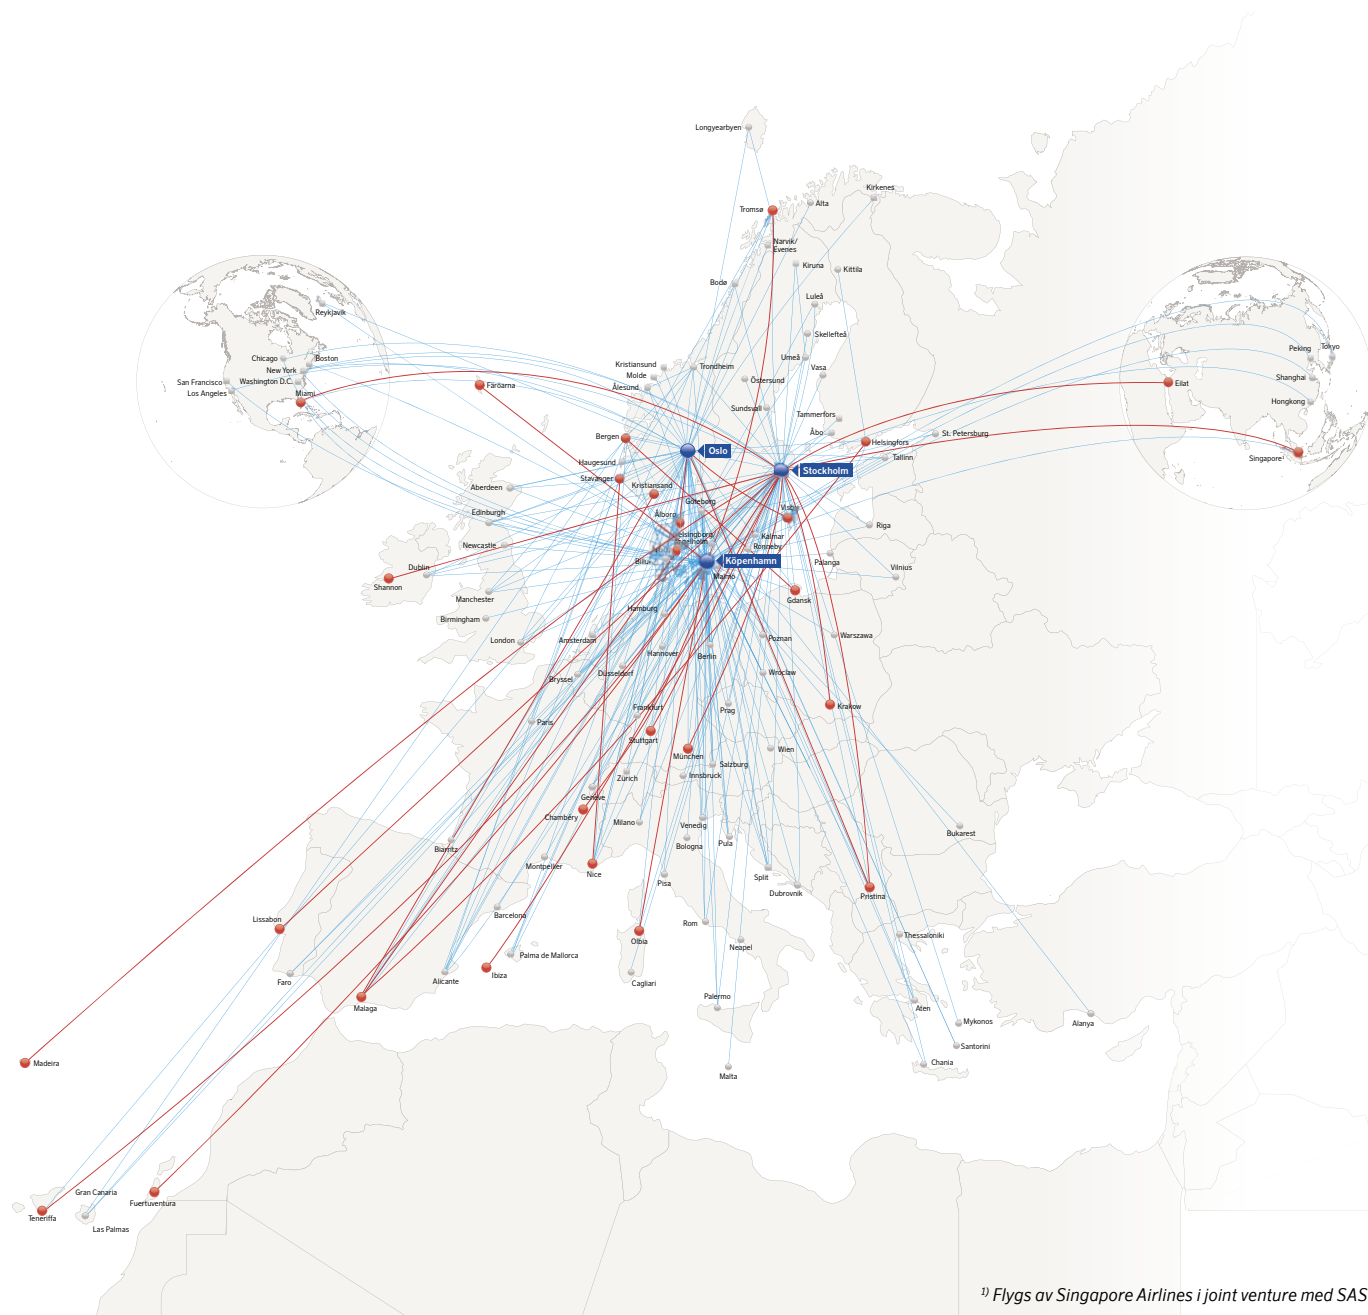 Longyearbyen
Kirkenes
Alta
Tromsø
Narvik/
Evenes
Kiruna
Kittila
Bodø
Luleå
Reykjavik
Skellefteå
Tokyo
Peking
Chicago
Boston
Umeå
Kristiansund
Trondheim
Vasa
New York
Molde
Shanghai
San Francisco
Washington D.C.
Östersund
Eilat
Färöarna
Ålesund
Los Angeles
Miami
Hongkong
Sundsvall
Tammerfors
Åbo
St. Petersburg
Bergen
Helsingfors
Oslo
Tallinn
Singapore
Haugesund
Stockholm
Stavanger
Aberdeen
Kristiansand
Göteborg
Visby
Edinburgh
Ålborg
Riga
Helsingborg/
Ängelholm
Kalmar
Newcastle
Ronneby
Köpenhamn
Palanga
Dublin
Vilnius
Malmö
Shannon
Manchester
Gdansk
Hamburg
Birmingham
London
Amsterdam
Poznan
Warszawa
Hannover
Berlin
Bryssel
Düsseldorf
Wroclaw
Frankfurt
Prag
Krakow
Paris
Stuttgart
München
Wien
Salzburg
Zürich
Innsbruck
Genève
Chambéry
Milano
Venedig
Bukarest
Pula
Biarritz
Bologna
Montpellier
Nice
Pisa
Split
Dubrovnik
Pristina
Lissabon
Barcelona
Rom
Thessaloniki
Olbia
Neapel
Palma de Mallorca
Ibiza
Faro
Alicante
Cagliari
Palermo
Malaga
Aten
Mykonos
Alanya
Santorini
Madeira
Chania
Malta
Gran Canaria
Fuertuventura
Teneriffa
Las Palmas
1) Flygs av Singapore Airlines i joint venture med SAS